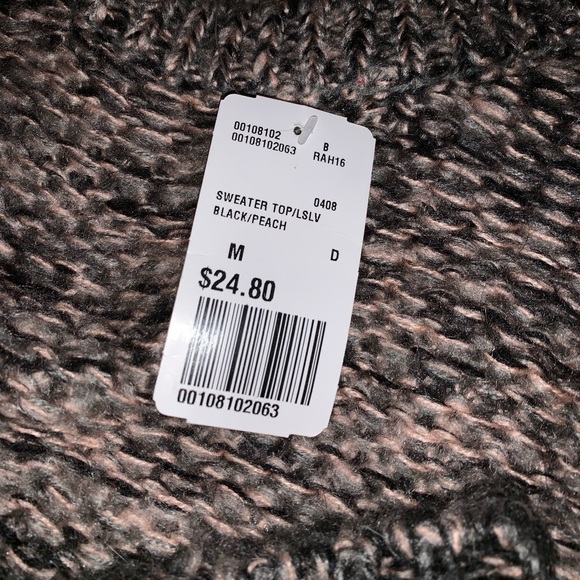 00108102 B
00108102063 RAH16
0408
SWEATER TOP/LSLV
BLACK/PEACH
M D
$24.80
00108102063